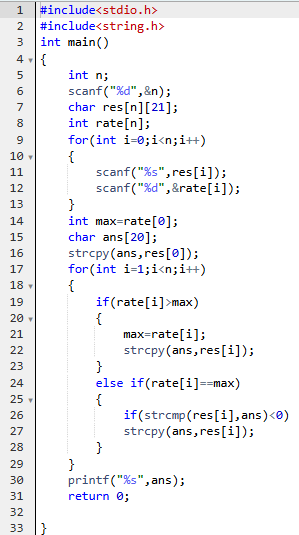 1 #include<stdio.h>
2 #include<string.h>
3 int main()
4 {
5     int n;
6     scanf("%d",&n);
7     char res[n][21];
8     int rate[n];
9     for(int i=0;i<n;i++)
10     {
11         scanf("%s",res[i]);
12         scanf("%d",&rate[i]);
13     }
14     int max=rate[0];
15     char ans[20];
16     strcpy(ans,res[0]);
17     for(int i=1;i<n;i++)
18     {
19         if(rate[i]>max)
20         {
21             max=rate[i];
22             strcpy(ans,res[i]);
23         }
24         else if(rate[i]==max)
25         {
26             if(strcmp(res[i],ans)<0)
27             strcpy(ans,res[i]);
28         }
29     }
30     printf("%s",ans);
31     return 0;
32
33 }